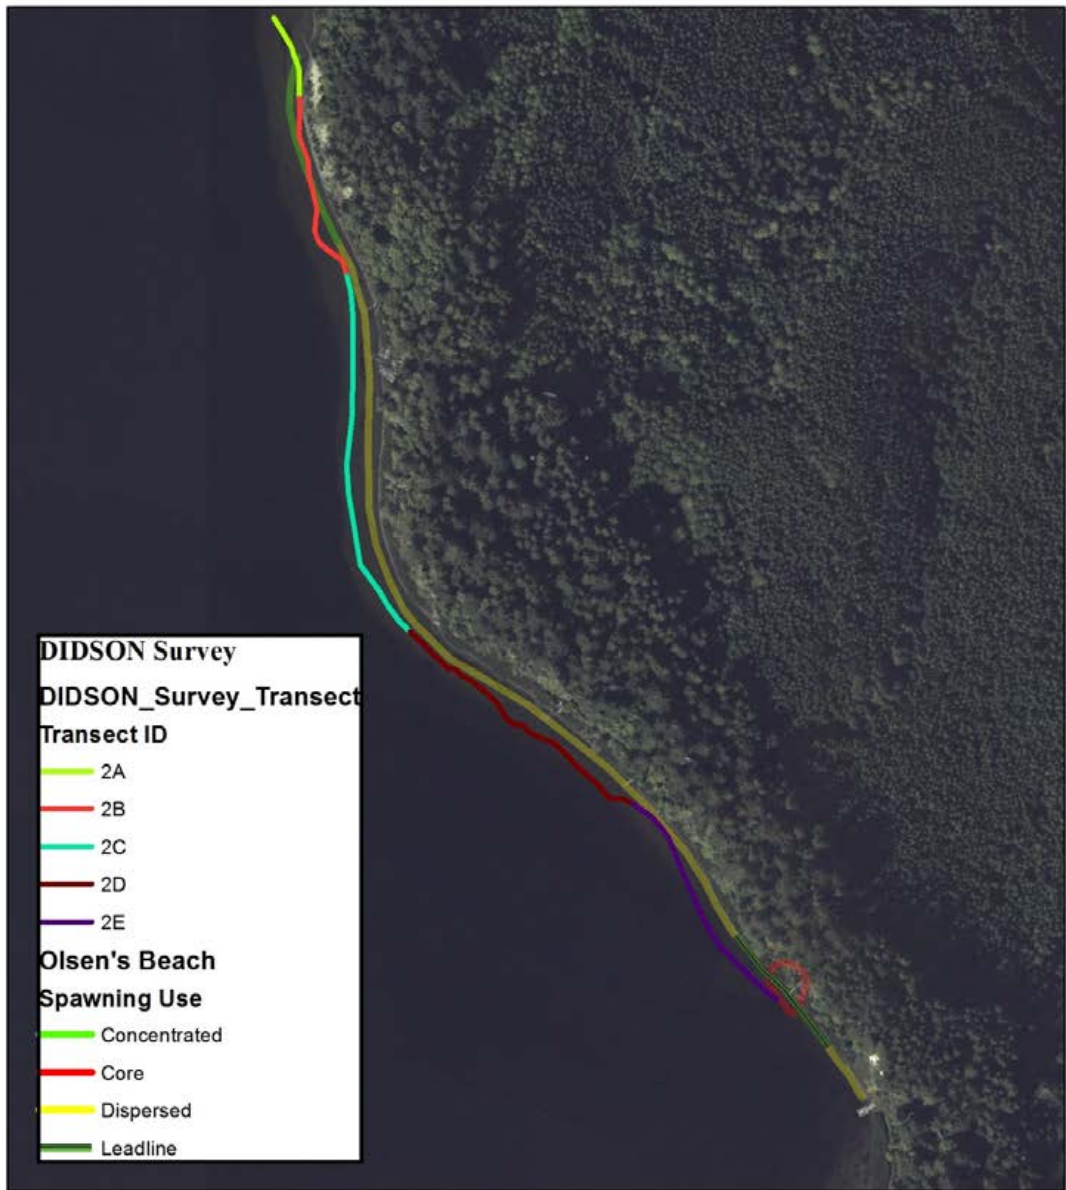 DIDSON Survey
DIDSON_Survey_Transect
Transect ID
2A
2B
2C
2D
2E
Olsen's Beach
Spawning Use
Concentrated
Core
Dispersed
Leadline